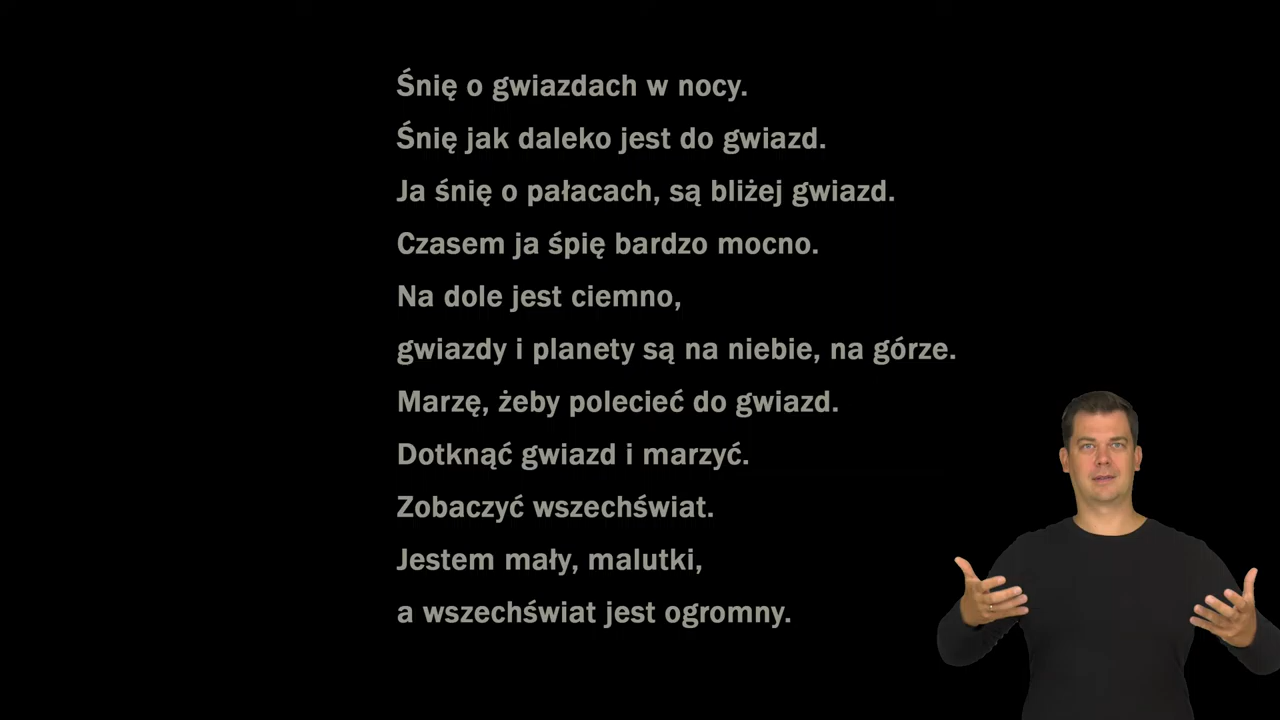 Śnię o gwiazdach w nocy.
Śnię jak daleko jest do gwiazd.
Ja śnię o pałacach, są bliżej gwiazd.
Czasem ja śpię bardzo mocno.
Na dole jest ciemno,
gwiazdy i planety są na niebie, na górze.
Marzę, żeby polecieć do gwiazd.
Dotknąć gwiazd i marzyć.
Zobaczyć wszechświat.
Jestem mały, malutki,
a wszechświat jest ogromny.